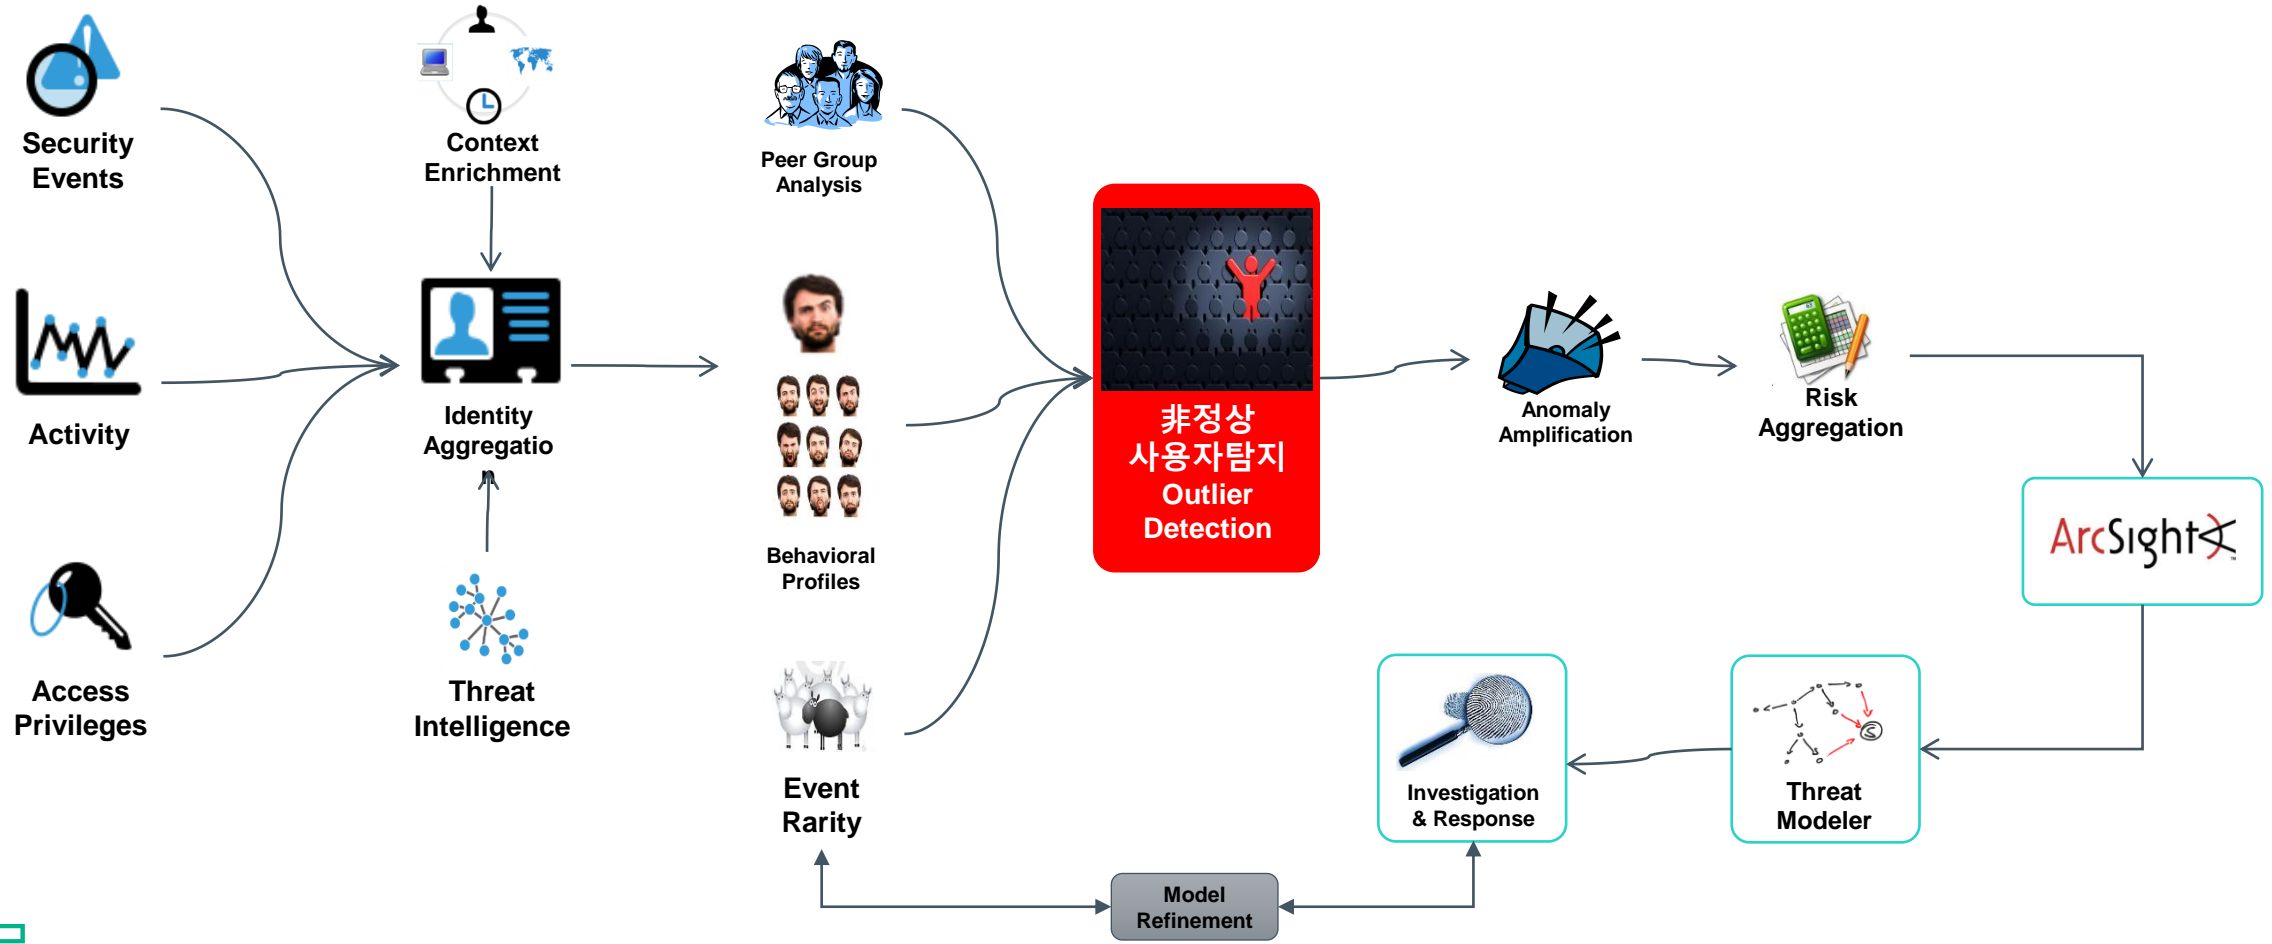 Security
Events
Context
Enrichment
Peer Group
Analysis
Activity
Identity
Aggregatio
n
Behavioral
Profiles
非정상
사용자탐지
Outlier
Detection
Anomaly
Amplification
Risk
Aggregation
ArcSight
Access
Privileges
Threat
Intelligence
Event
Rarity
Investigation
& Response
Threat
Modeler
S
Model
Refinement